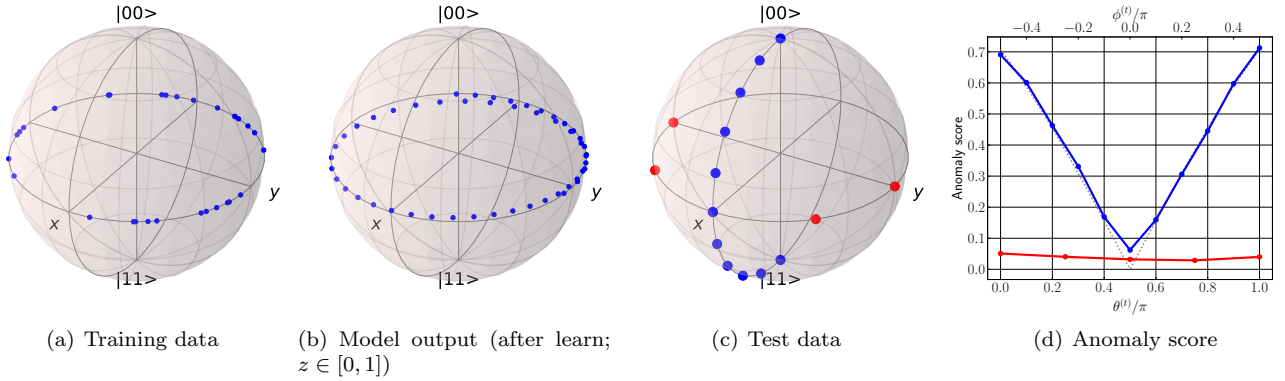 |00>
x
y
|11>
(a) Training data
|00>
x
y
|11>
(b) Model output (after learn;
z ∈ [0, 1])
|00>
x
y
|11>
(c) Test data
ϕ(t)/π
−0.4 −0.2 0.0 0.2 0.4
Anomaly score
0.7
0.6
0.5
0.4
0.3
0.2
0.1
0.0
0.0 0.2 0.4 0.6 0.8 1.0
θ(t)/π
(d) Anomaly score